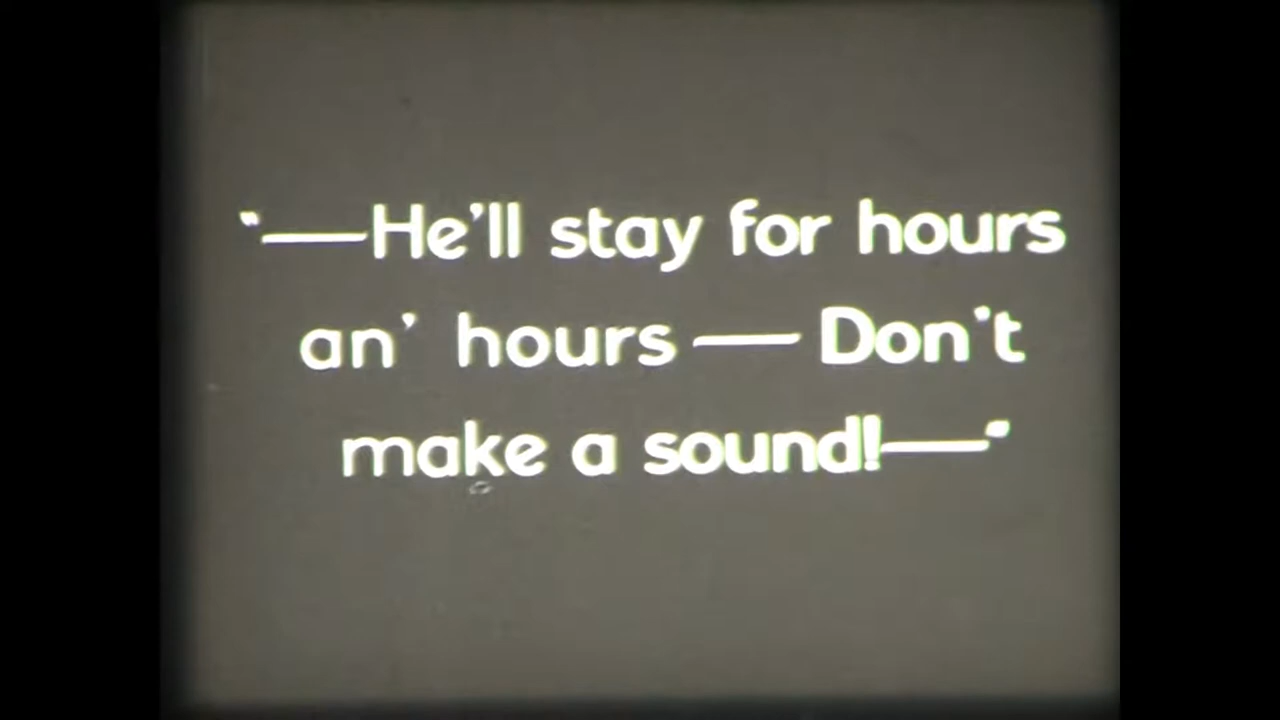 "—He'll stay for hours
an' hours — Don't
make a sound!—"